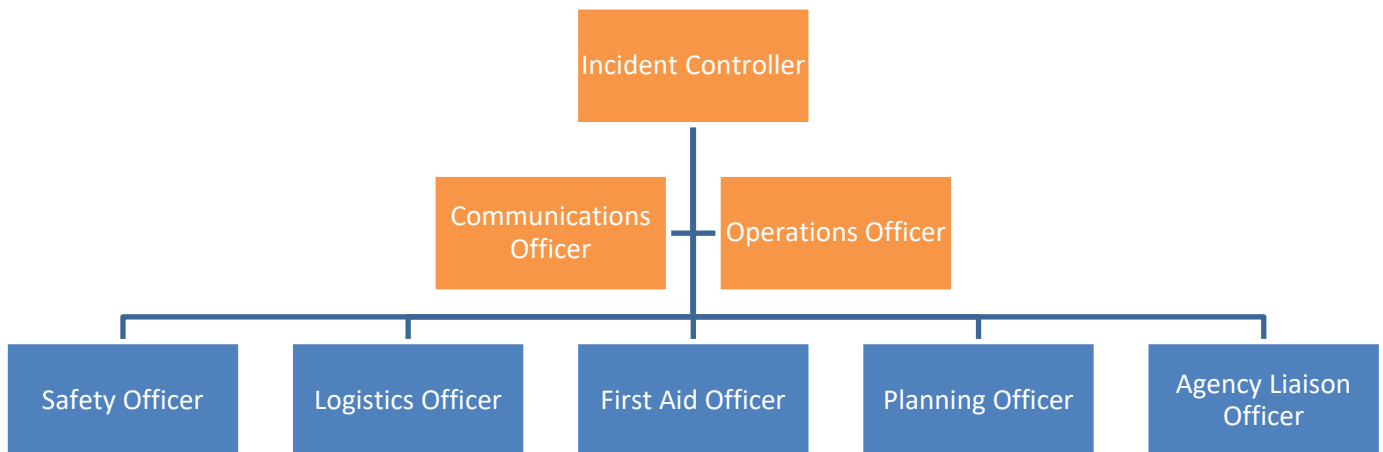 Incident Controller
Communications
Officer
Operations Officer
Safety Officer
Logistics Officer
First Aid Officer
Planning Officer
Agency Liaison
Officer